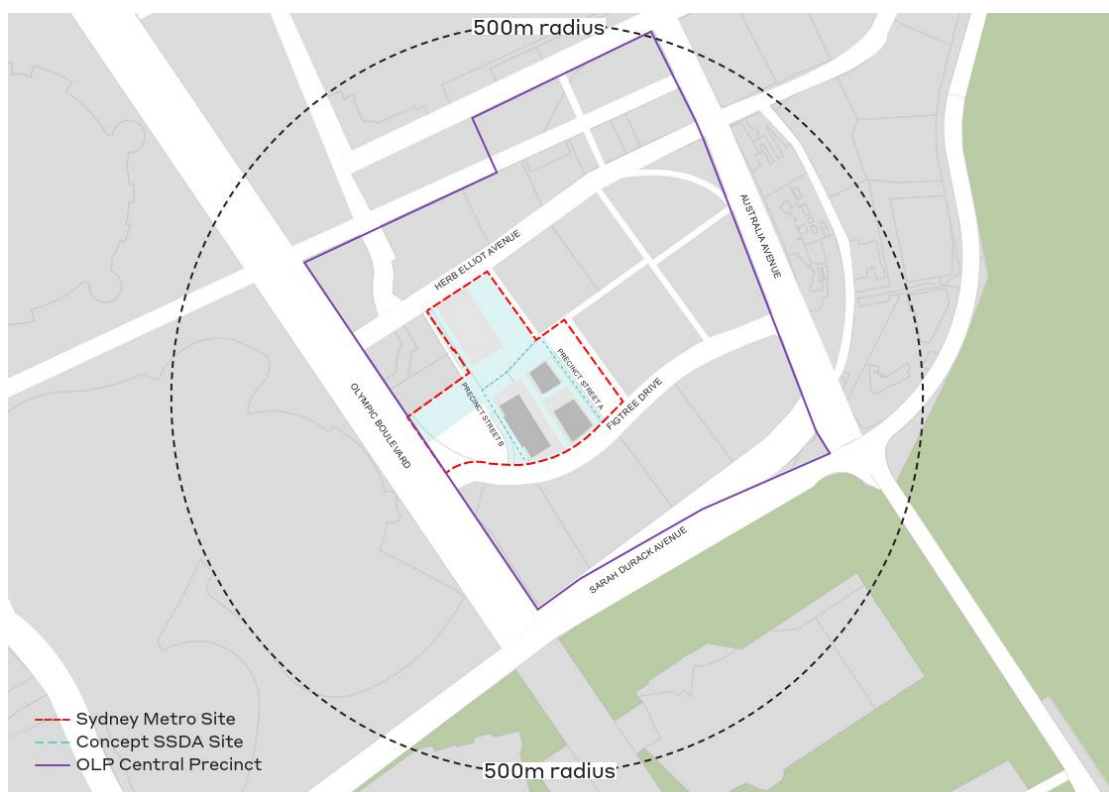 500m radius
HERB ELLIOT AVENUE
AUSTRALIA AVENUE
PRECINCT STREET A
PRECINCT STREET B
FIGTREE DRIVE
OLYMPIC BOULEVARD
SARAH DURACK AVENUE
Sydney Metro Site
Concept SSDA Site
OLP Central Precinct
500m radius